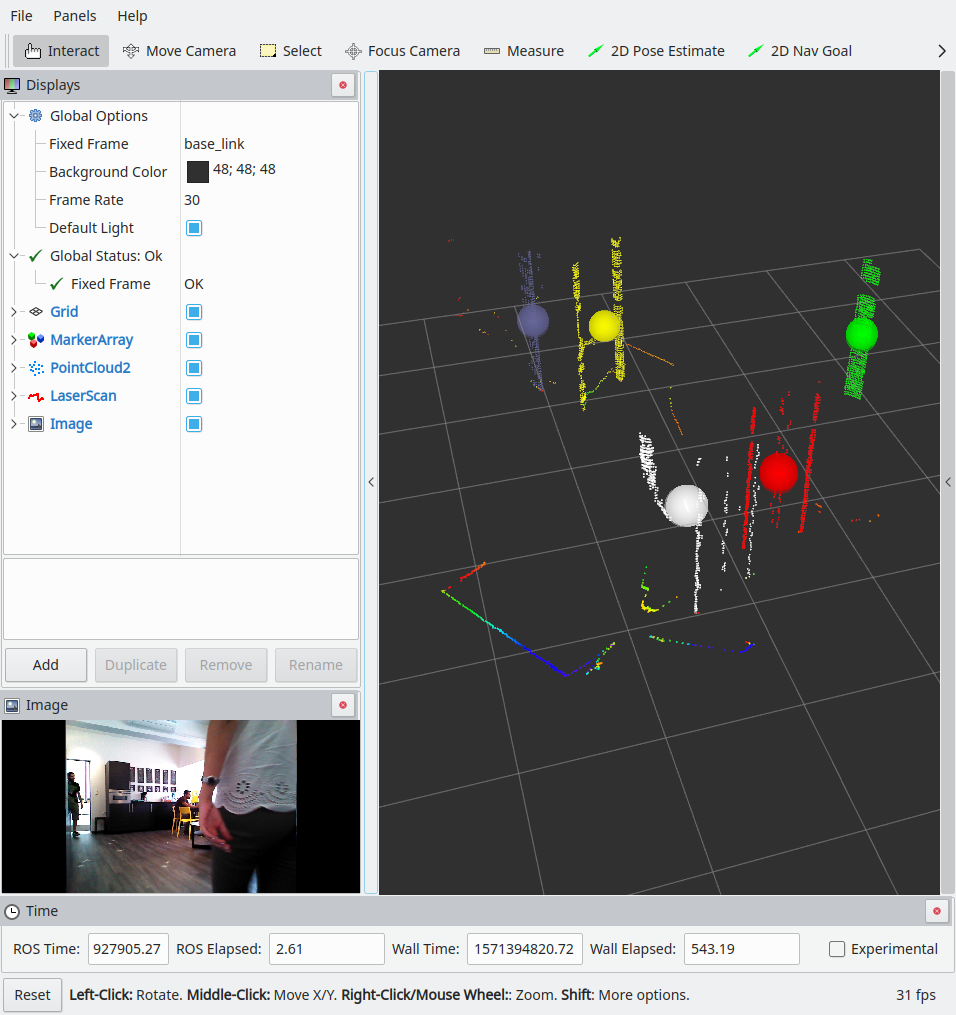 File Panels Help
Interact Move Camera Select Focus Camera Measure 2D Pose Estimate 2D Nav Goal
Displays
Global Options
Fixed Frame base_link
Background Color 48; 48; 48
Frame Rate 30
Default Light
Global Status: Ok
Fixed Frame OK
Grid
MarkerArray
PointCloud2
LaserScan
Image
Add Duplicate Remove Rename
Image
Time
ROS Time: 927905.27 ROS Elapsed: 2.61 Wall Time: 1571394820.72 Wall Elapsed: 543.19 Experimental
Reset Left-Click: Rotate. Middle-Click: Move X/Y. Right-Click/Mouse Wheel:: Zoom. Shift: More options. 31 fps